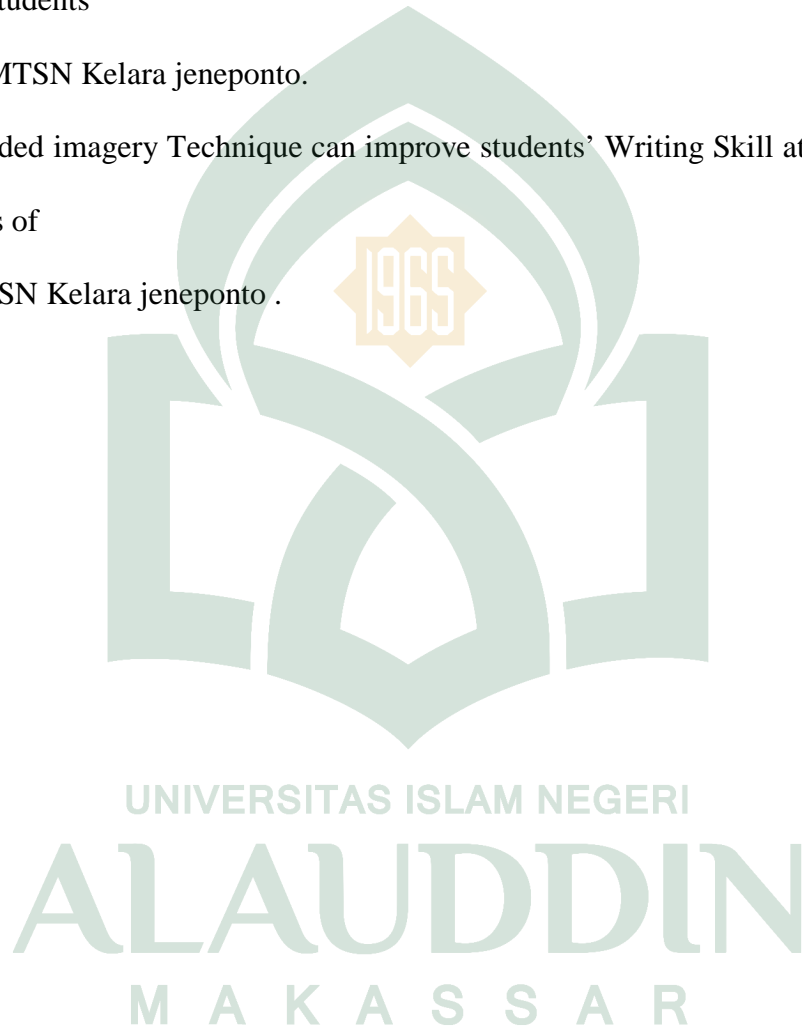 tudents
MTSN Kelara jeneponto.
ded imagery Technique can improve students’ Writing Skill at
s of
SN Kelara jeneponto .
1965
UNIVERSITAS ISLAM NEGERI
ALAUDDIN
M A K A S S A R